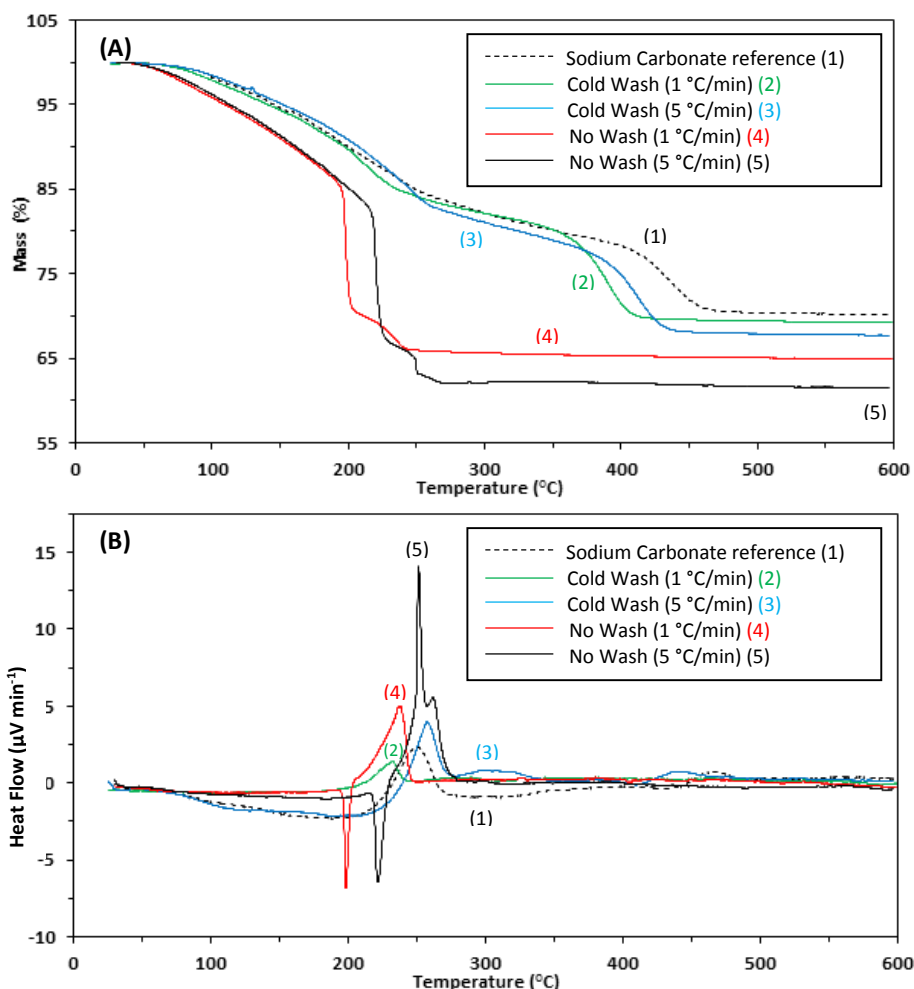 (A)
105
95
85
75
65
55
Mass (%)
Sodium Carbonate reference (1)
Cold Wash (1 °C/min) (2)
Cold Wash (5 °C/min) (3)
No Wash (1 °C/min) (4)
No Wash (5 °C/min) (5)
(1)
(3)
(2)
(4)
(5)
0
100
200
300
400
500
600
Temperature (°C)
(B)
15
10
5
0
-5
-10
Heat Flow (µV min-1)
Sodium Carbonate reference (1)
Cold Wash (1 °C/min) (2)
Cold Wash (5 °C/min) (3)
No Wash (1 °C/min) (4)
No Wash (5 °C/min) (5)
(5)
(4)
(2)
(3)
(1)
0
100
200
300
400
500
600
Temperature (°C)